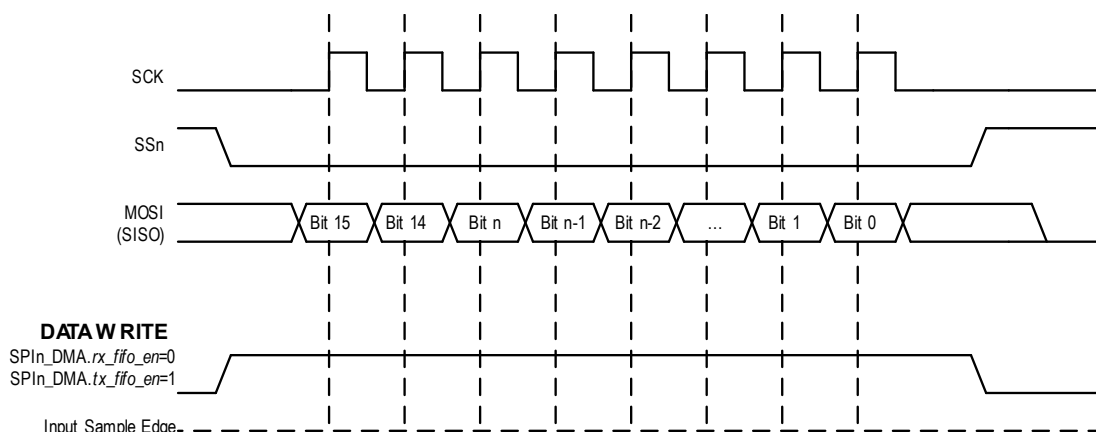 SCK
SSn
MOSI
(SISO)
Bit 15 Bit 14 Bit n Bit n-1 Bit n-2 ... Bit 1 Bit 0
DATA WRITE
SPIn_DMA.rx_fifo_en=0
SPIn_DMA.tx_fifo_en=1
Input Sample Edge